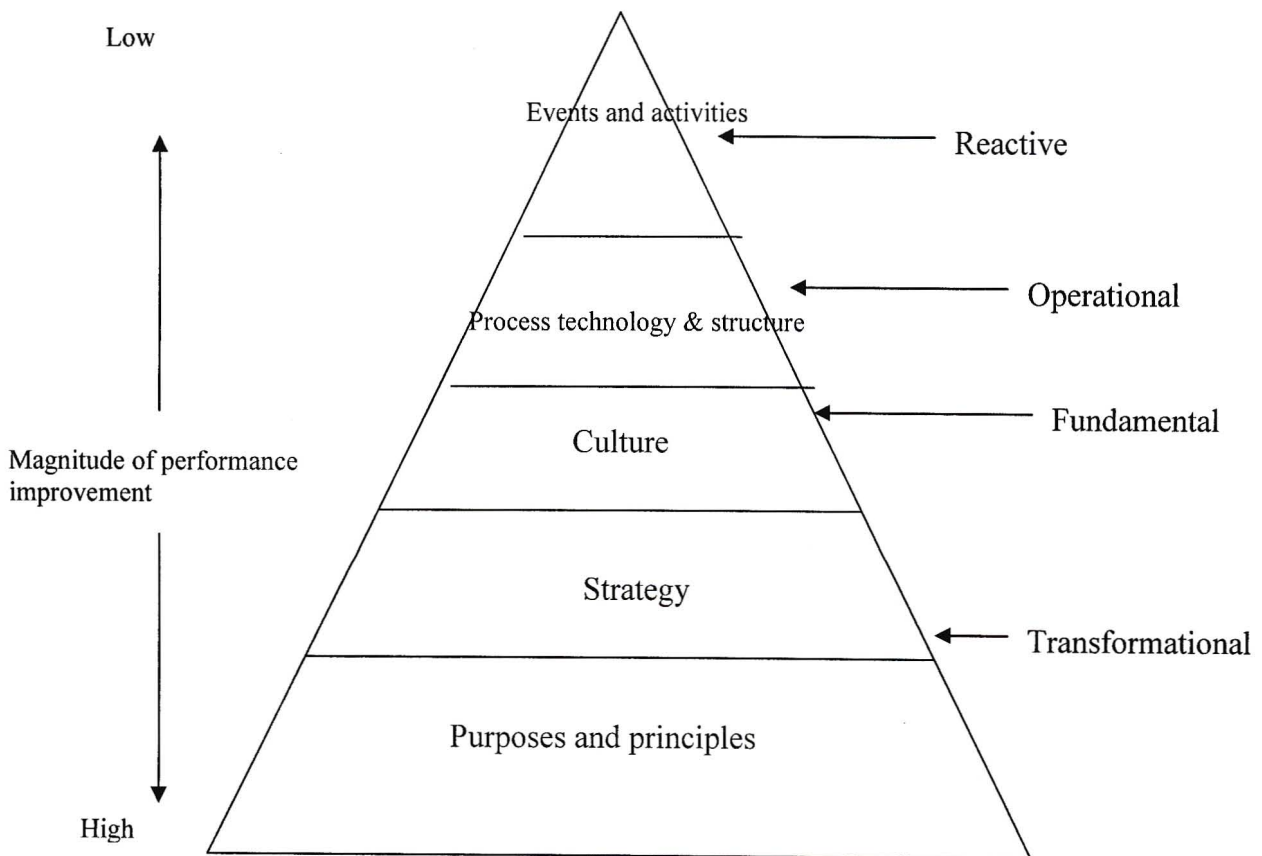 Low
Events and activities
Reactive
Operational
Process technology & structure
Fundamental
Culture
Magnitude of performance
improvement
Strategy
Transformational
Purposes and principles
High